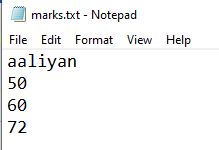 marks.txt - Notepad
File Edit Format View Help
aaliyan
50
60
72